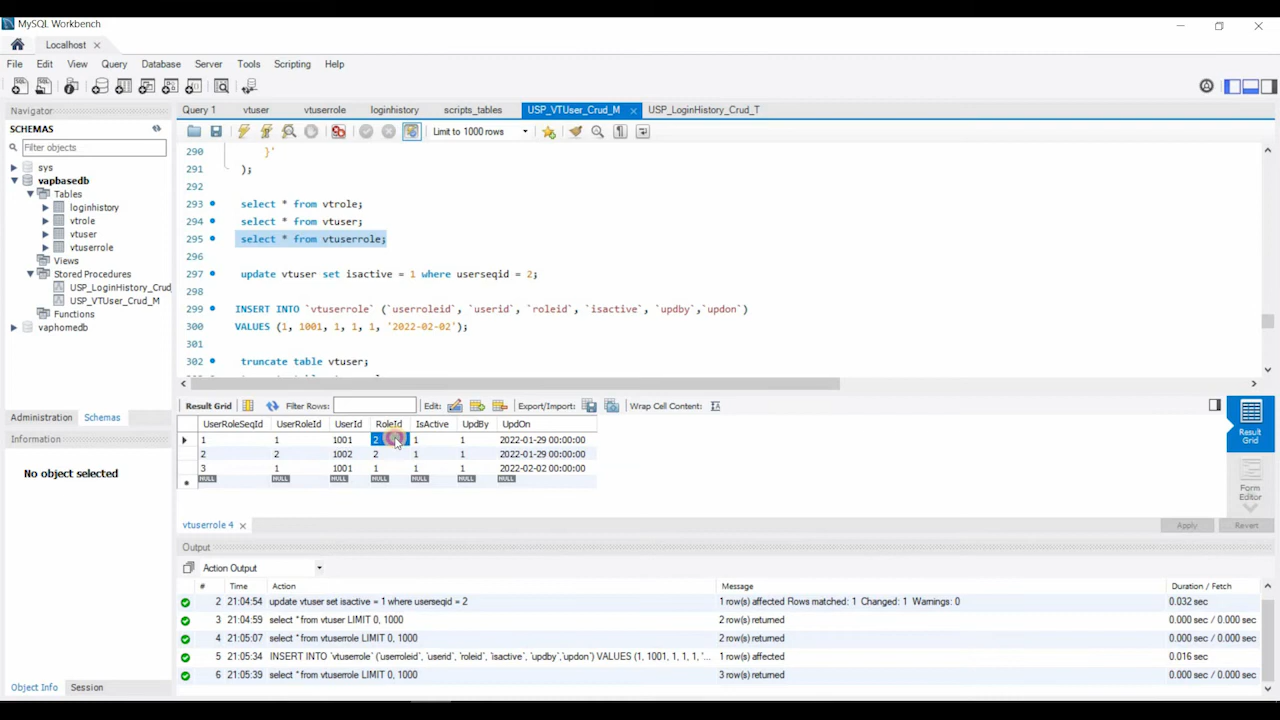 MySQL Workbench
Localhost
File Edit View Query Database Server Tools Scripting Help
Navigator
Query 1 vtuser vtuserrole loginhistory scripts_tables USP_VTUser_Crud_M USP_LoginHistory_Crud_T
SCHEMAS
Limit to 1000 rows
Filter objects
sys
vapbasedb
Tables
loginhistory
vtrole
vtuser
vtuserrole
Views
Stored Procedures
USP_LoginHistory_Crud
USP_VTUser_Crud_M
Functions
vaphomedb
290 }'
291 );
292
293 select * from vtrole;
294 select * from vtuser;
295 select * from vtuserrole;
296
297 update vtuser set isactive = 1 where userseqid = 2;
298
299 INSERT INTO `vtuserrole` (`userroleid`, `userid`, `roleid`, `isactive`, `updby`,`updon`)
300 VALUES (1, 1001, 1, 1, 1, '2022-02-02');
301
302 truncate table vtuser;
Administration Schemas
Information
No object selected
Object Info Session
Result Grid Filter Rows: Edit: Export/Import: Wrap Cell Content:
UserRoleSeqId UserRoleId UserId RoleId IsActive UpdBy UpdOn
1 1 1001 2 1 1 2022-01-29 00:00:00
2 2 1002 2 1 1 2022-01-29 00:00:00
3 1 1001 1 1 1 2022-02-02 00:00:00
NULL NULL NULL NULL NULL NULL NULL
Result Grid
Form Editor
vtuserrole 4
Apply Revert
Output
Action Output
# Time Action Message Duration / Fetch
2 21:04:54 update vtuser set isactive = 1 where userseqid = 2 1 row(s) affected Rows matched: 1 Changed: 1 Warnings: 0 0.032 sec
3 21:04:59 select * from vtuser LIMIT 0, 1000 2 row(s) returned 0.000 sec / 0.000 sec
4 21:05:07 select * from vtuserrole LIMIT 0, 1000 2 row(s) returned 0.000 sec / 0.000 sec
5 21:05:34 INSERT INTO `vtuserrole` (`userroleid`, `userid`, `roleid`, `isactive`, `updby`,`updon`) VALUES (1, 1001, 1, 1, 1, '... 1 row(s) affected 0.016 sec
6 21:05:39 select * from vtuserrole LIMIT 0, 1000 3 row(s) returned 0.000 sec / 0.000 sec